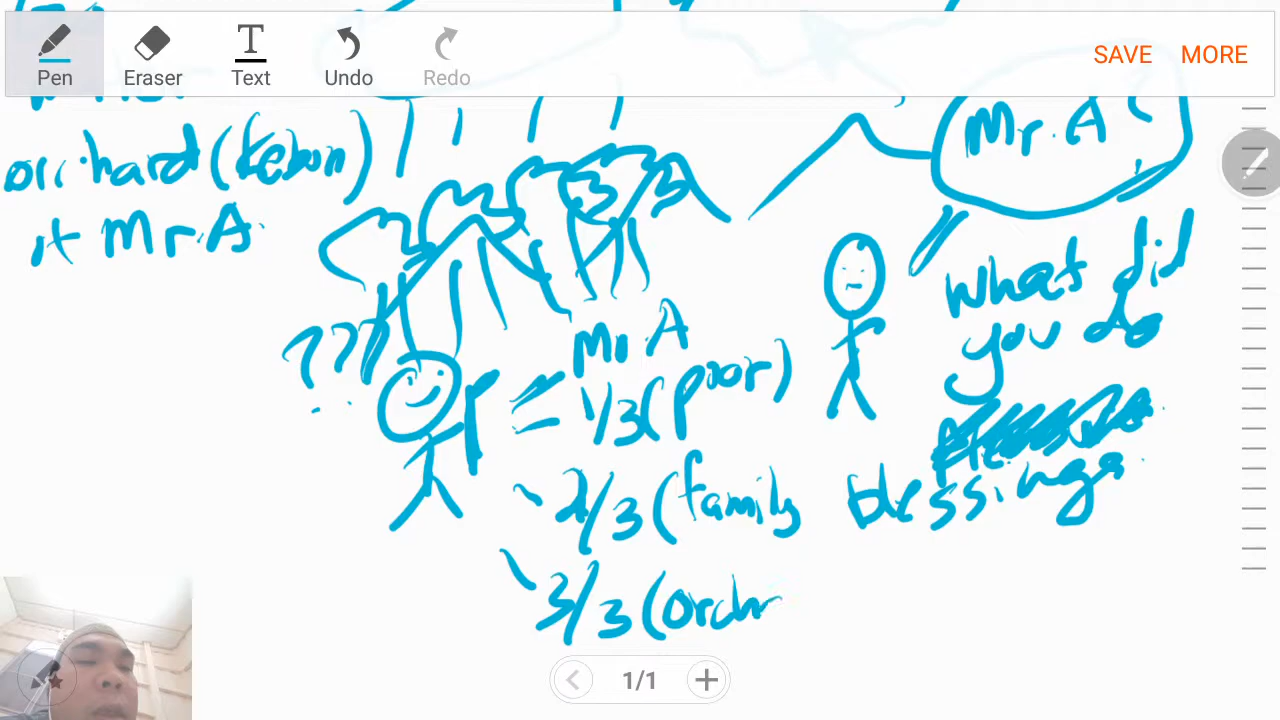 Pen
Eraser
Text
Undo
Redo
SAVE
MORE
orchard (kebun)
Mr.A
Mr.A
???
What did
you do
blessings
Mr.A
1/3 (poor)
2/3 (family
3/3 (orch
1/1